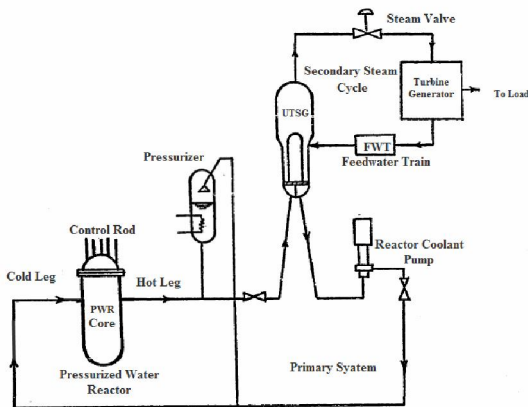 Steam Valve
Secondary Steam
Cycle
Turbine
Generator
To Load
UTSG
FWT
Feedwater Train
Pressurizer
Control Rod
Reactor Coolant
Pump
Cold Leg
Hot Leg
PWR
Core
Pressurized Water
Reactor
Primary Syatem